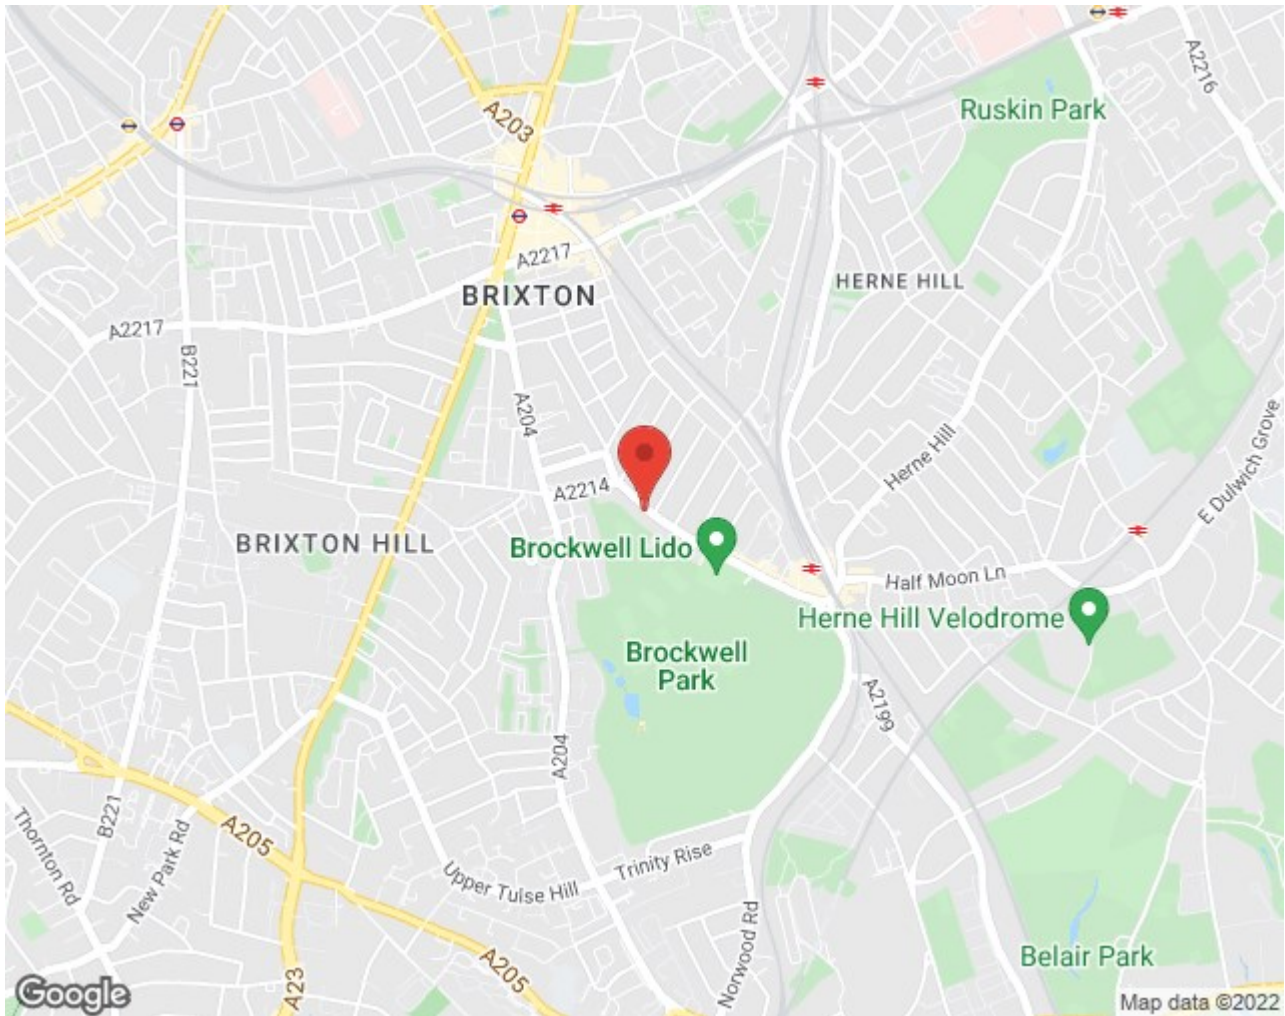 A2216
Ruskin Park
A203
A2217
HERNE HILL
BRIXTON
A2217
B221
A204
Herne Hill
E Dulwich Grove
A2214
BRIXTON HILL
Brockwell Lido
Half Moon Ln
Herne Hill Velodrome
Brockwell
Park
A2199
A204
B221
A205
Thornton Rd
New Park Rd
Upper Tulse Hill
Trinity Rise
Norwood Rd
A205
Belair Park
A23
Google
Map data ©2022